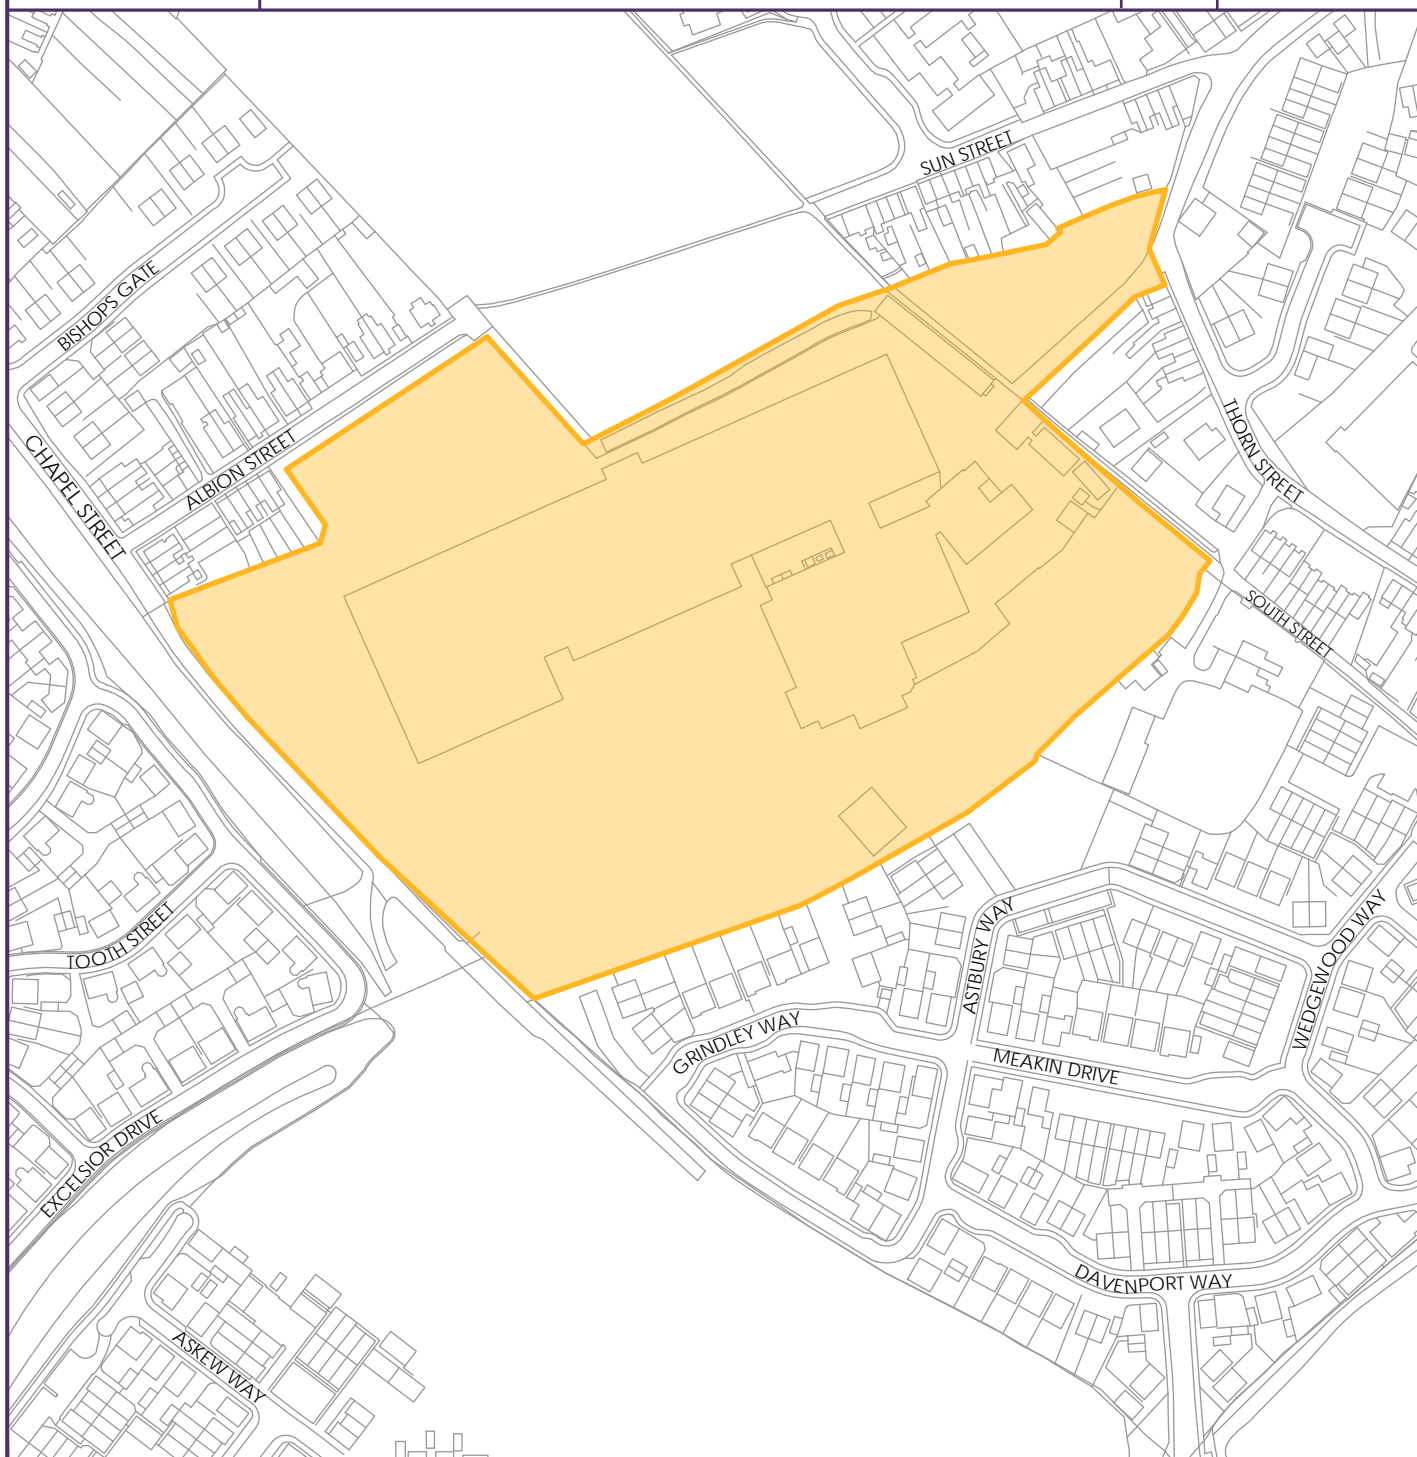 SUN STREET
BISHOPS GATE
ALBION STREET
CHAPEL STREET
THORN STREET
SOUTH STREET
TOOTH STREET
ASTBURY WAY
WEDGEWOOD WAY
GRINDLEY WAY
MEAKIN DRIVE
EXCELSIOR DRIVE
DAVENPORT WAY
ASKEW WAY